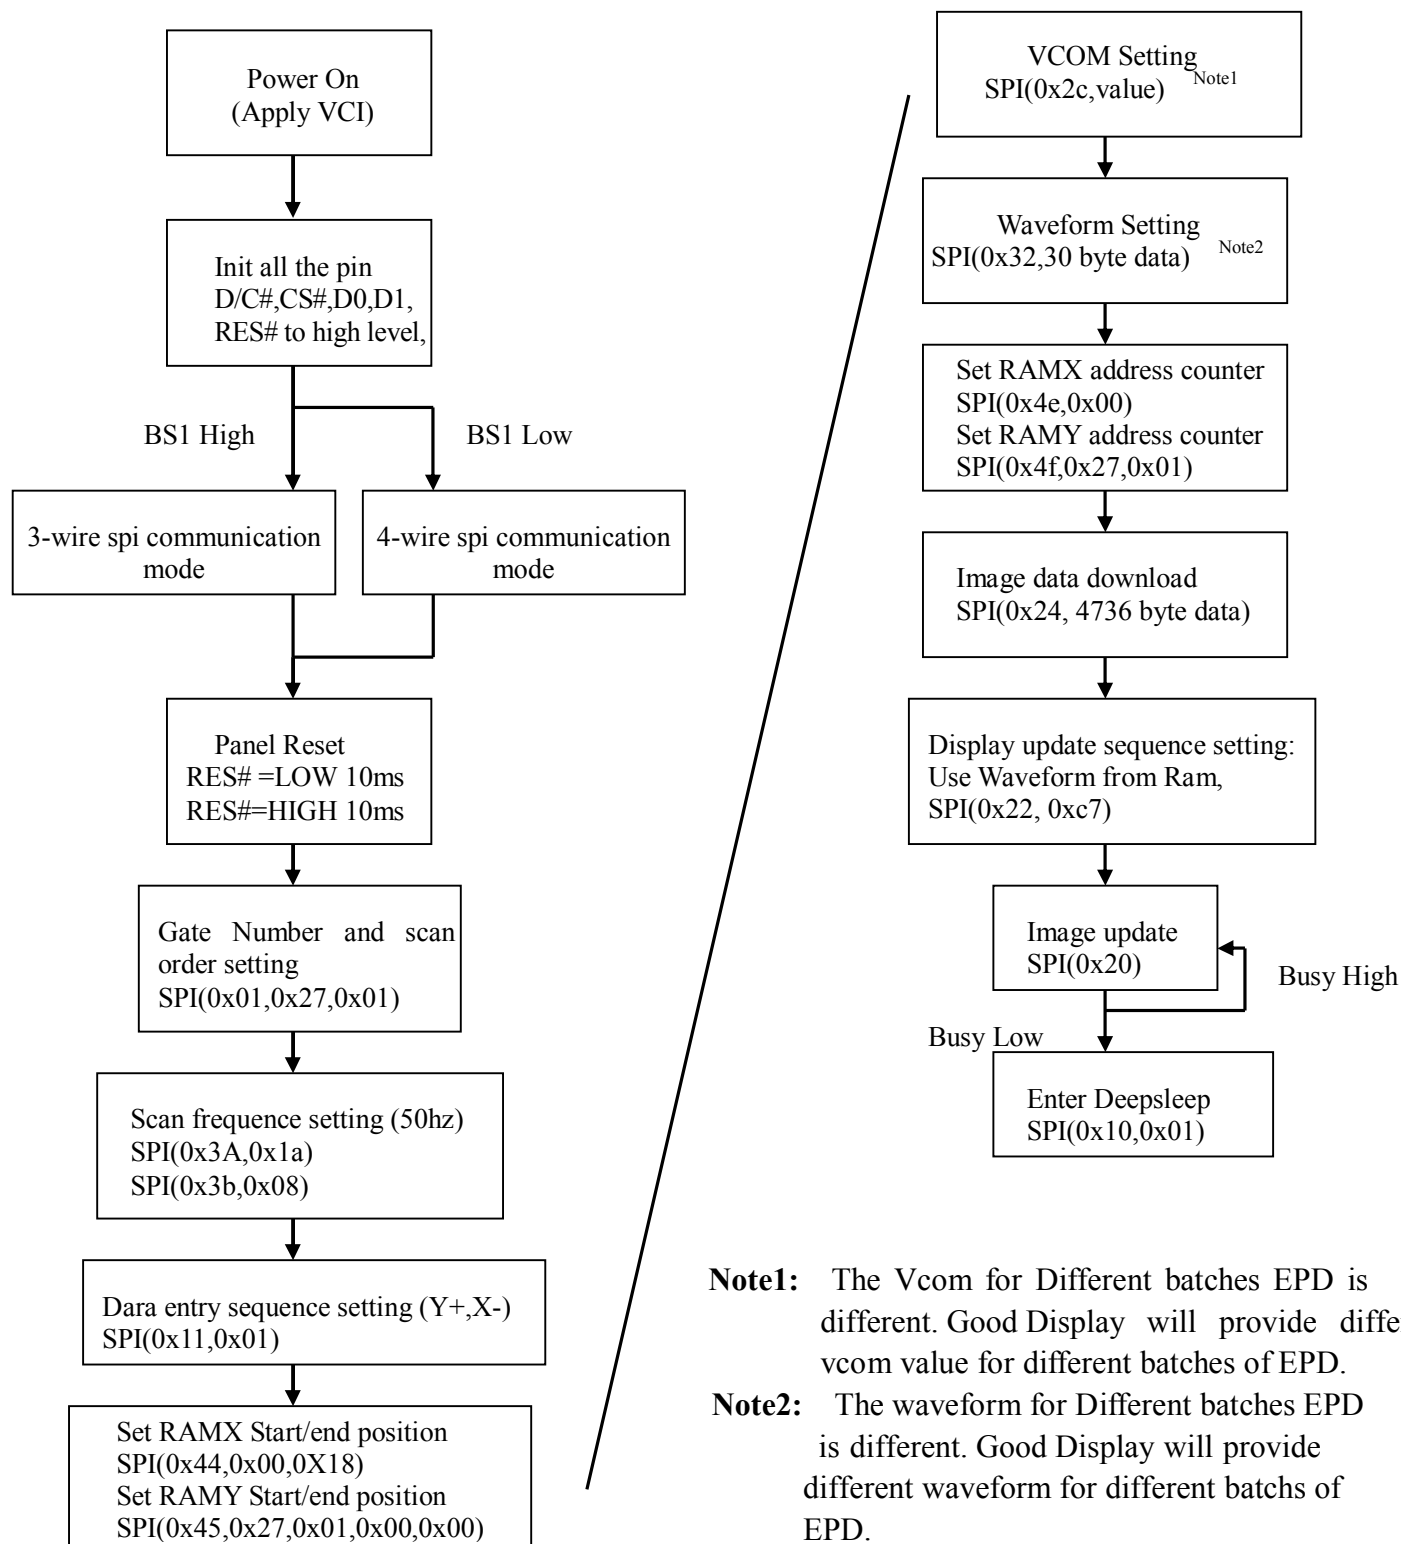 Power On
(Apply VCI)
Init all the pin
D/C#,CS#,D0,D1,
RES# to high level,
BS1 High
BS1 Low
3-wire spi communication
mode
4-wire spi communication
mode
Panel Reset
RES# =LOW 10ms
RES#=HIGH 10ms
Gate Number and scan
order setting
SPI(0x01,0x27,0x01)
Scan frequence setting (50hz)
SPI(0x3A,0x1a)
SPI(0x3b,0x08)
Dara entry sequence setting (Y+,X-)
SPI(0x11,0x01)
Set RAMX Start/end position
SPI(0x44,0x00,0X18)
Set RAMY Start/end position
SPI(0x45,0x27,0x01,0x00,0x00)
VCOM Setting
SPI(0x2c,value) Note1
Waveform Setting
SPI(0x32,30 byte data) Note2
Set RAMX address counter
SPI(0x4e,0x00)
Set RAMY address counter
SPI(0x4f,0x27,0x01)
Image data download
SPI(0x24, 4736 byte data)
Display update sequence setting:
Use Waveform from Ram,
SPI(0x22, 0xc7)
Image update
SPI(0x20)
Busy High
Busy Low
Enter Deepsleep
SPI(0x10,0x01)
Note1: The Vcom for Different batches EPD is
different. Good Display will provide diffe
vcom value for different batches of EPD.
Note2: The waveform for Different batches EPD
is different. Good Display will provide
different waveform for different batchs of
EPD.